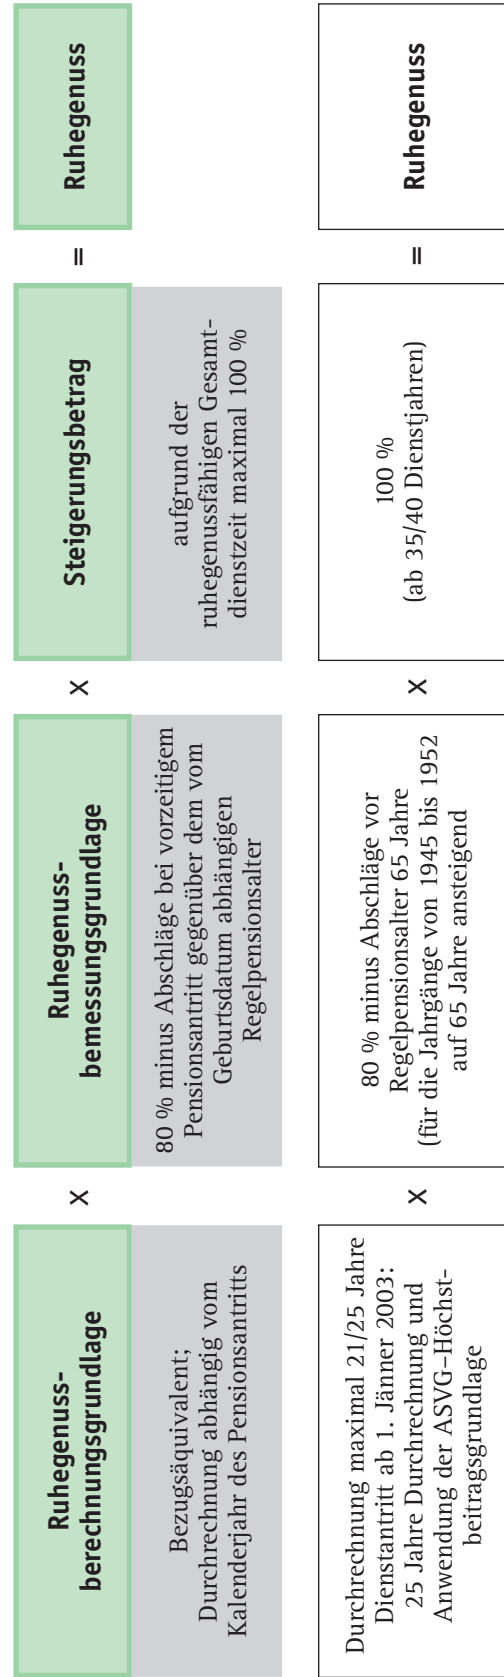 Ruhegenuss-
berechnungsgrundlage
X
Ruhegenuss-
bemessungsgrundlage
X
Steigerungsbetrag
=
Ruhegenuss
Bezugsäquivalent;
Durchrechnung abhängig vom
Kalenderjahr des Pensionsantritts
80 % minus Abschläge bei vorzeitigem
Pensionsantritt gegenüber dem vom
Geburtsdatum abhängigen
Regelpensionsalter
aufgrund der
ruhegenussfähigen Gesamt-
dienstzeit maximal 100 %
Durchrechnung maximal 21/25 Jahre
Dienstantritt ab 1. Jänner 2003:
25 Jahre Durchrechnung und
Anwendung der ASVG–Höchst-
beitragsgrundlage
X
80 % minus Abschläge vor
Regelpensionsalter 65 Jahre
(für die Jahrgänge von 1945 bis 1952
auf 65 Jahre ansteigend
X
100 %
(ab 35/40 Dienstjahren)
=
Ruhegenuss